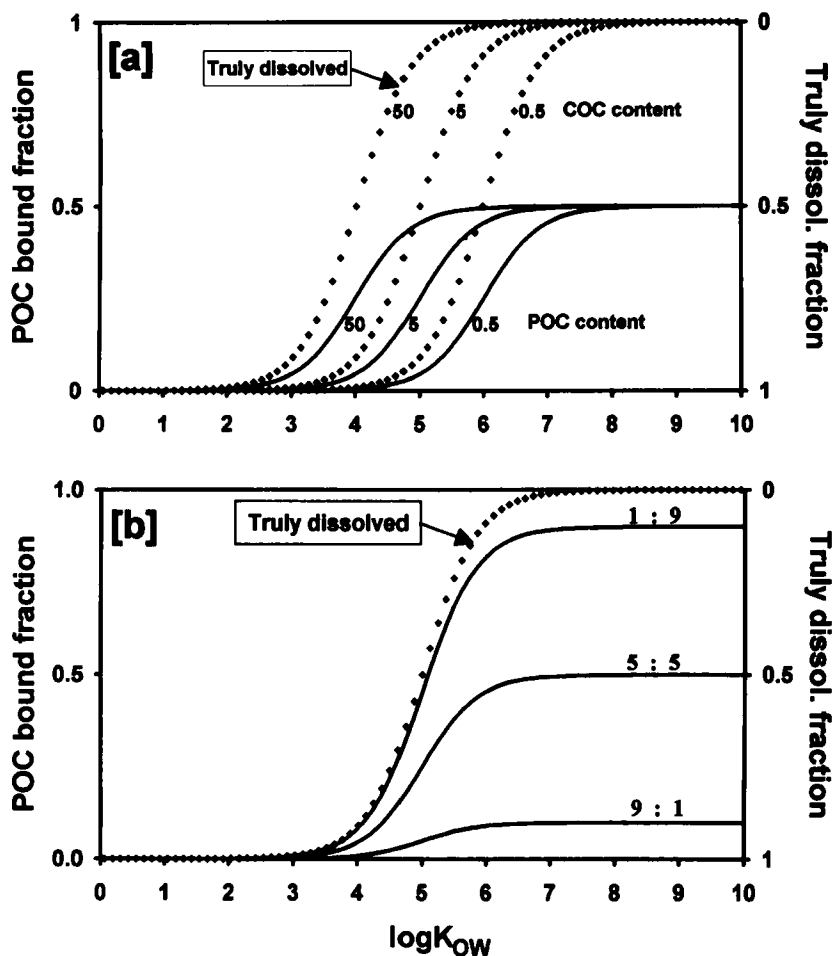 [a]
Truly dissolved
50
5
0.5
COC content
50
5
0.5
POC content
POC bound fraction
1
0.5
0
Truly dissol. fraction
0
0.5
1
0 1 2 3 4 5 6 7 8 9 10
[b]
Truly dissolved
1 : 9
5 : 5
9 : 1
POC bound fraction
1.0
0.5
0.0
Truly dissol. fraction
0
0.5
1
0 1 2 3 4 5 6 7 8 9 10
logKOW